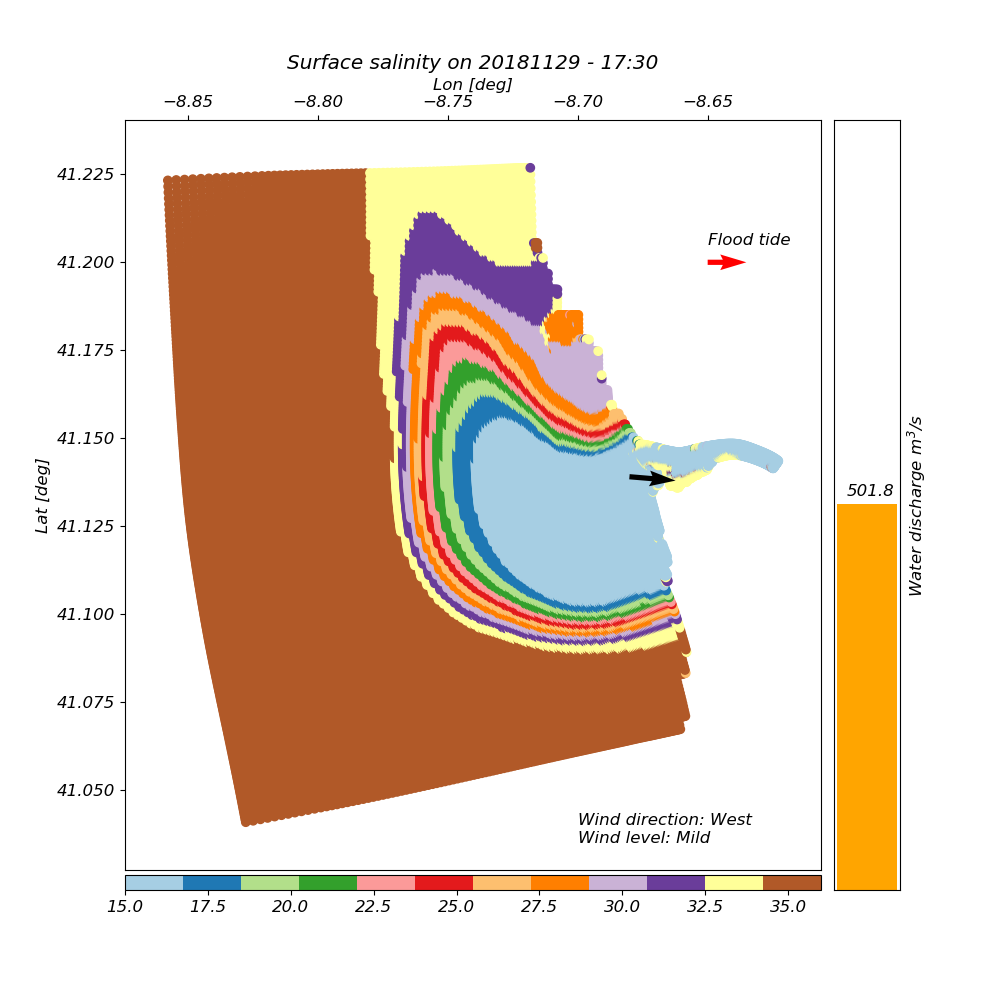 Surface salinity on 20181129 - 17:30
Lon [deg]
−8.85 −8.80 −8.75 −8.70 −8.65
41.225
41.200
41.175
41.150
41.125
41.100
41.075
41.050
Lat [deg]
Flood tide
Wind direction: West
Wind level: Mild
501.8
Water discharge m³/s
15.0 17.5 20.0 22.5 25.0 27.5 30.0 32.5 35.0